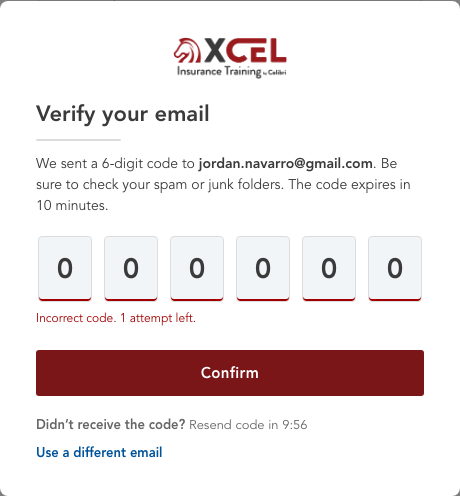 XCEL
Insurance Training by Colibri
Verify your email
We sent a 6-digit code to jordan.navarro@gmail.com. Be
sure to check your spam or junk folders. The code expires in
10 minutes.
0 0 0 0 0 0
Incorrect code. 1 attempt left.
Confirm
Didn’t receive the code? Resend code in 9:56
Use a different email